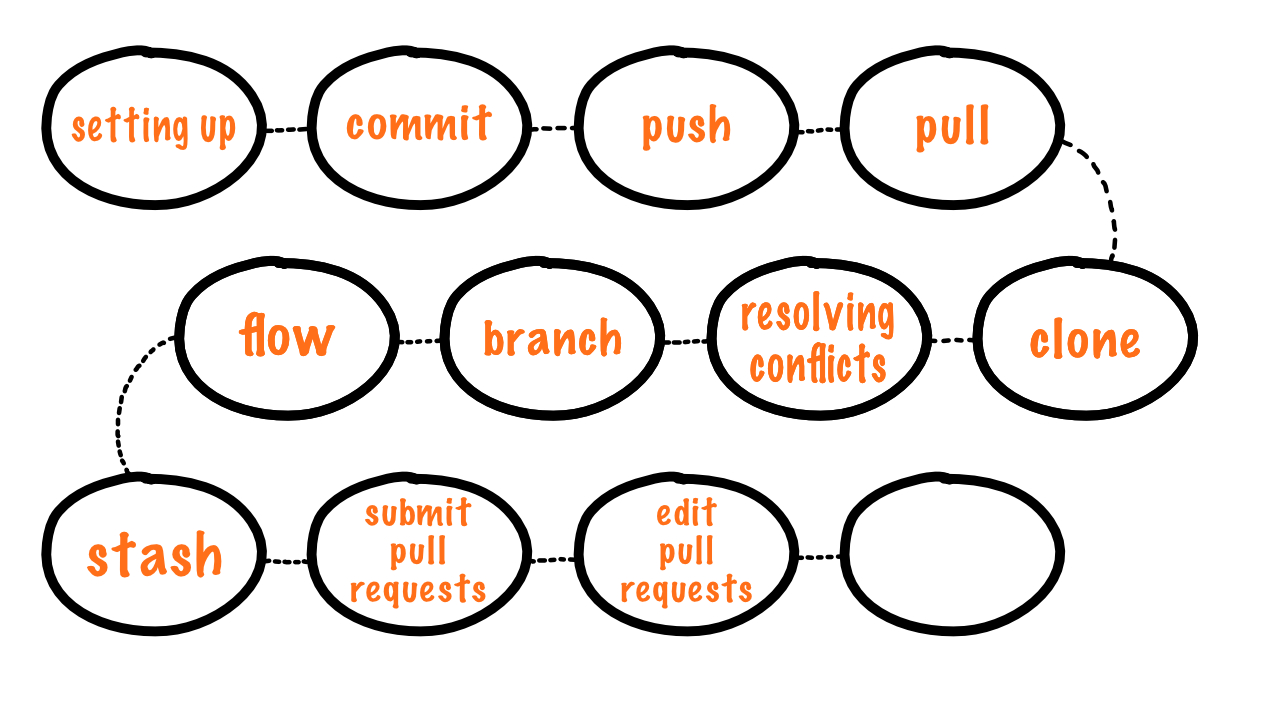 setting up
commit
push
pull
clone
resolving
conflicts
branch
flow
stash
submit
pull
requests
edit
pull
requests